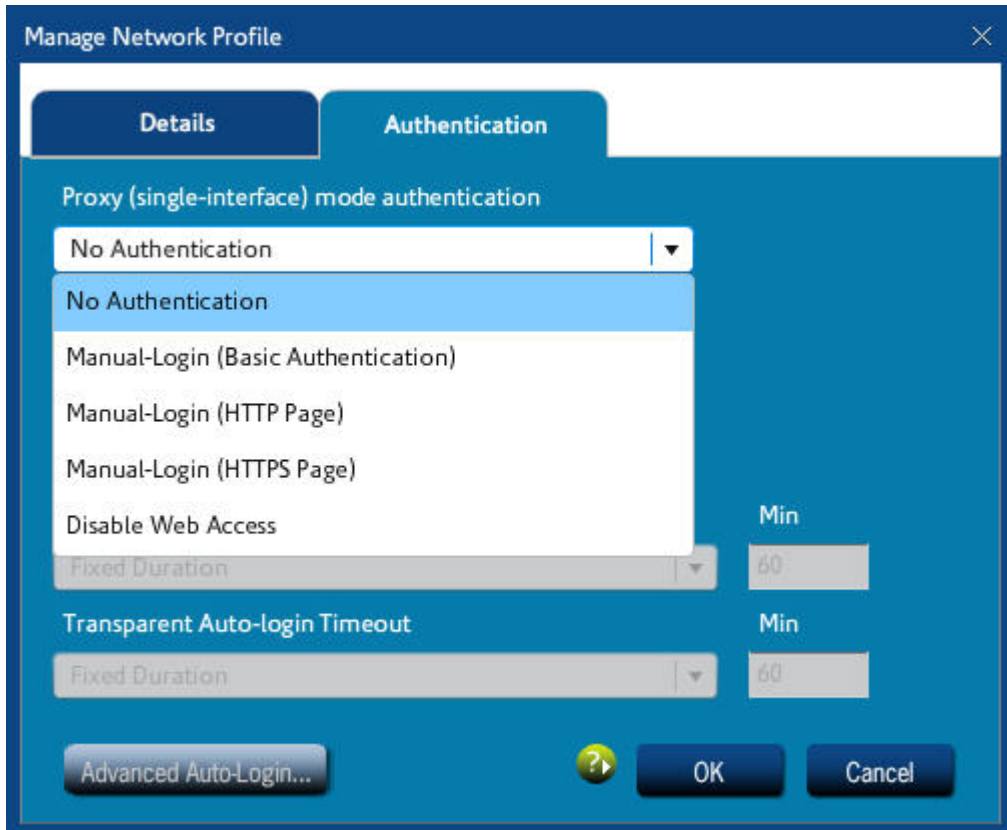 Manage Network Profile
Details
Authentication
Proxy (single-interface) mode authentication
No Authentication
No Authentication
Manual-Login (Basic Authentication)
Manual-Login (HTTP Page)
Manual-Login (HTTPS Page)
Disable Web Access
Min
Fixed Duration
60
Transparent Auto-login Timeout
Min
Fixed Duration
60
Advanced Auto-Login...
?
OK
Cancel